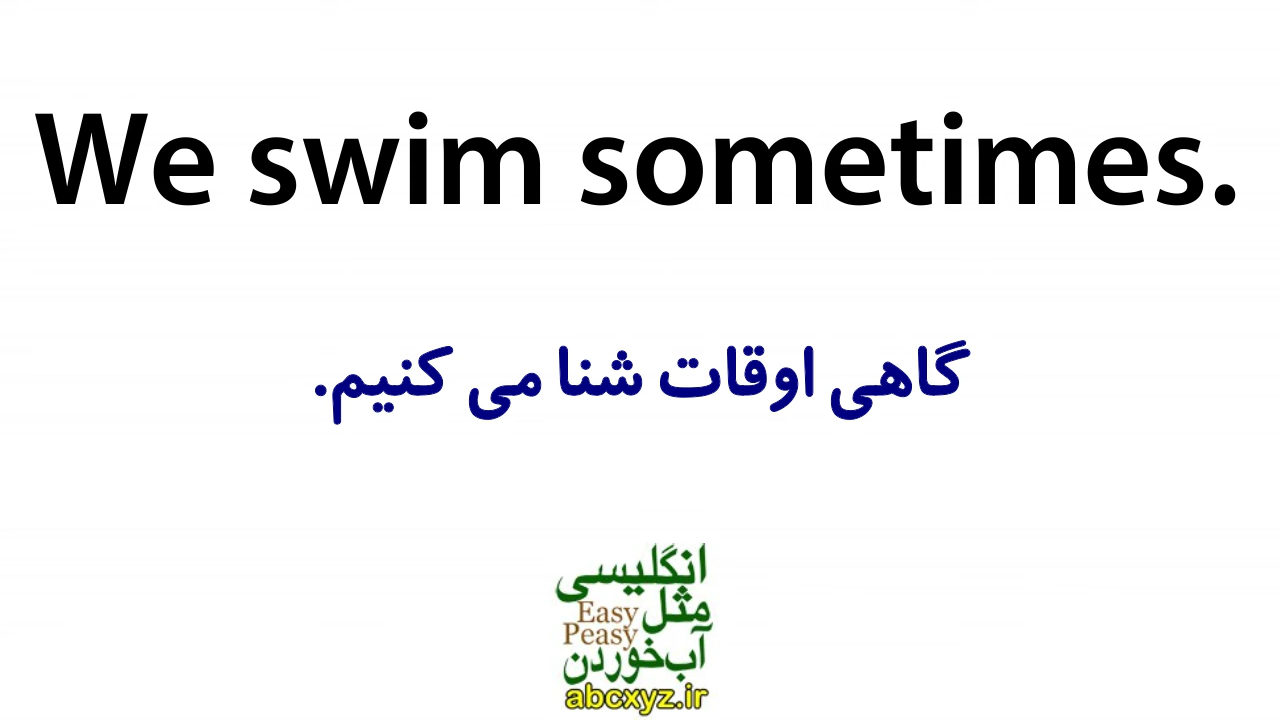 We swim sometimes.
گاهی اوقات شنا می کنیم.
انگلیسی
مثل Easy
Peasy
آب‌خوردن
abcxyz.ir